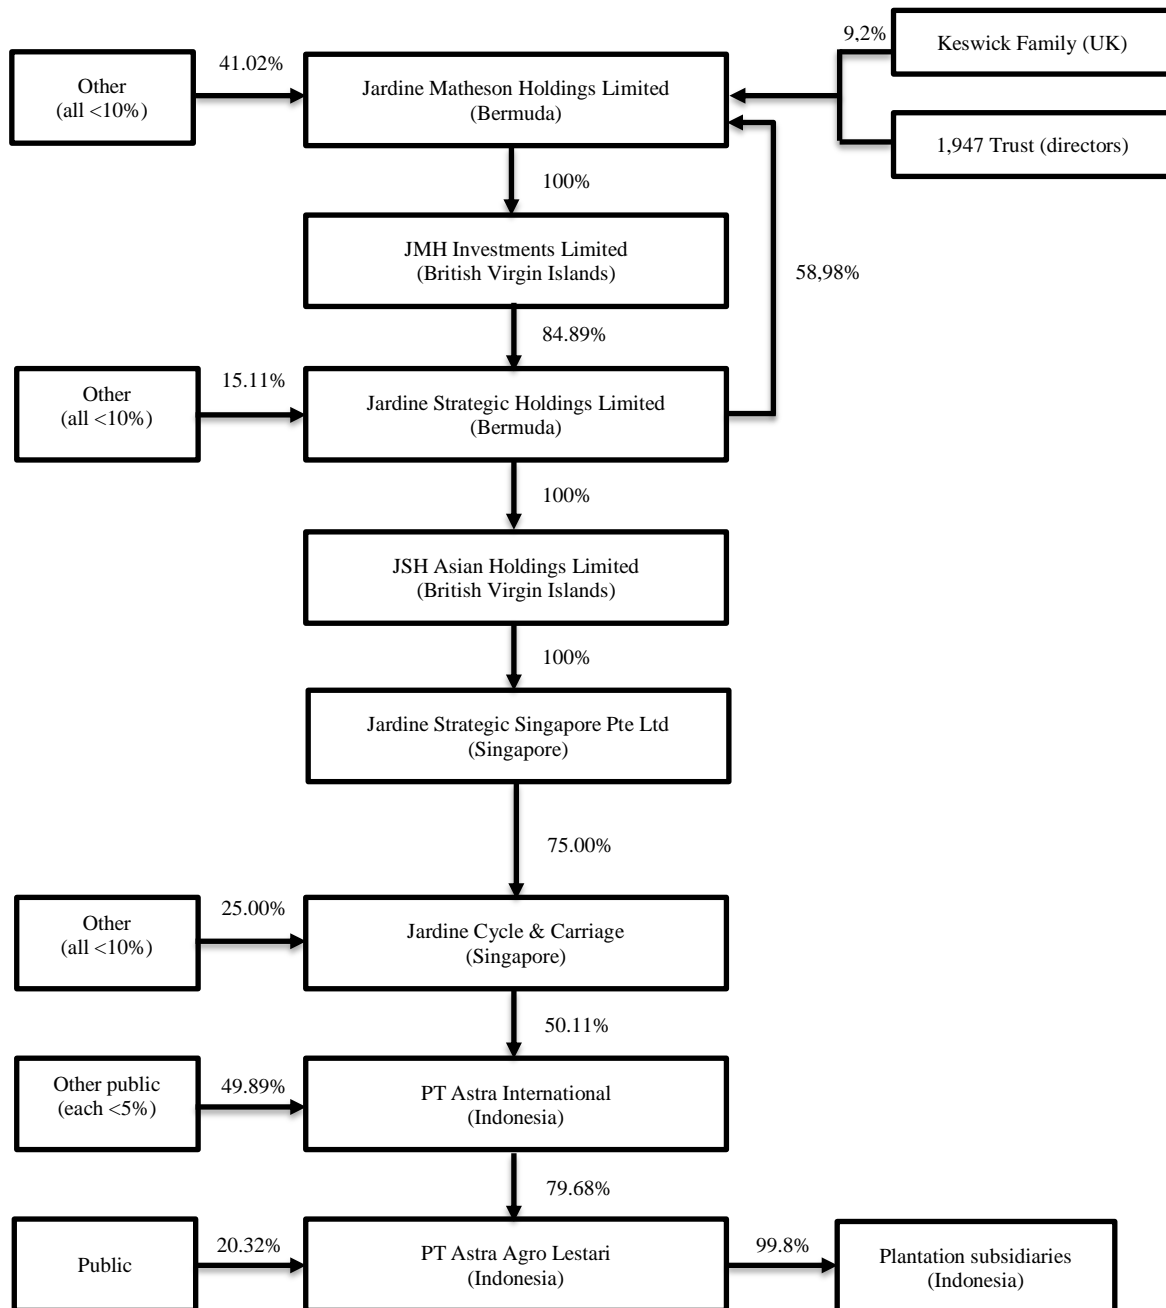 9,2%
Keswick Family (UK)
Other
(all <10%)
41.02%
Jardine Matheson Holdings Limited
(Bermuda)
1,947 Trust (directors)
100%
JMH Investments Limited
(British Virgin Islands)
58,98%
84.89%
Other
(all <10%)
15.11%
Jardine Strategic Holdings Limited
(Bermuda)
100%
JSH Asian Holdings Limited
(British Virgin Islands)
100%
Jardine Strategic Singapore Pte Ltd
(Singapore)
75.00%
Other
(all <10%)
25.00%
Jardine Cycle & Carriage
(Singapore)
50.11%
Other public
(each <5%)
49.89%
PT Astra International
(Indonesia)
79.68%
Public
20.32%
PT Astra Agro Lestari
(Indonesia)
99.8%
Plantation subsidiaries
(Indonesia)